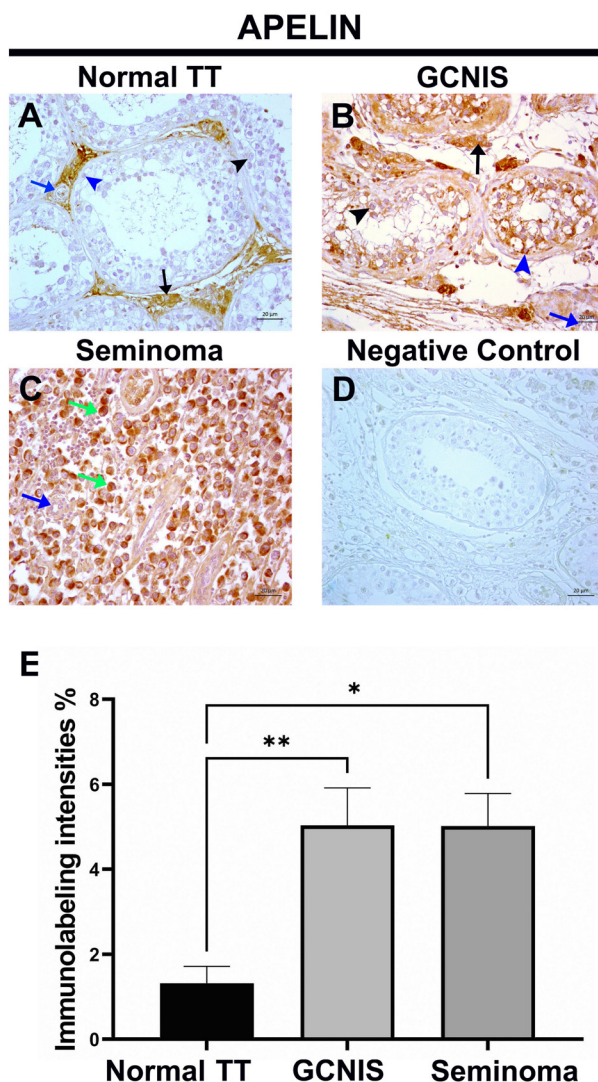 APELIN
Normal TT
GCNIS
A
B
20 µm
20 µm
Seminoma
Negative Control
C
D
20 µm
20 µm
E
Immunolabeling intensities %
8
6
4
2
0
*
**
Normal TT
GCNIS
Seminoma